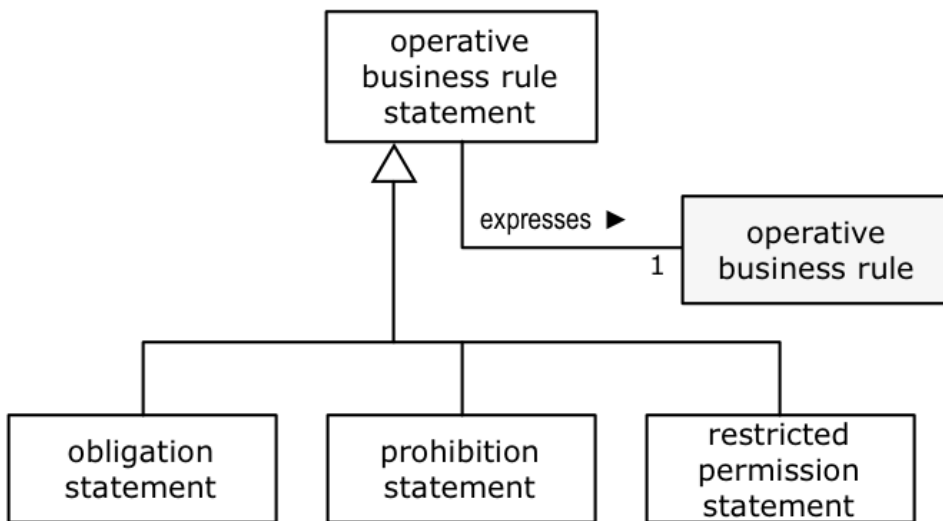 operative
business rule
statement
expresses ►
operative
business rule
1
obligation
statement
prohibition
statement
restricted
permission
statement